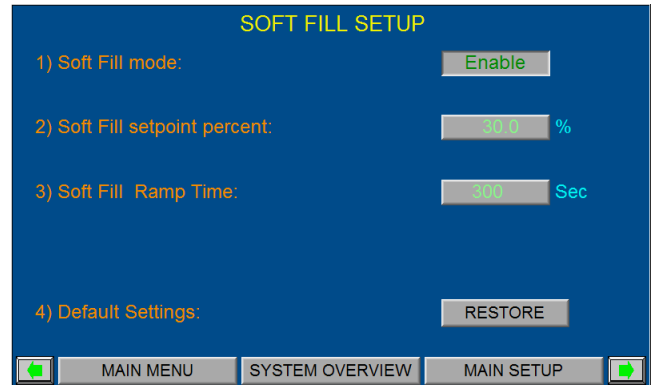 SOFT FILL SETUP
1) Soft Fill mode: Enable
2) Soft Fill setpoint percent: 30.0 %
3) Soft Fill Ramp Time: 300 Sec
4) Default Settings: RESTORE
MAIN MENU SYSTEM OVERVIEW MAIN SETUP